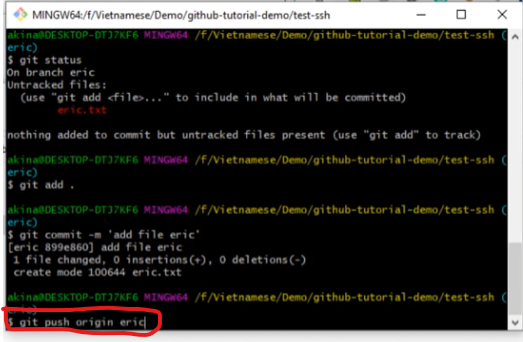 MINGW64:/f/Vietnamese/Demo/github-tutorial-demo/test-ssh
akina@DESKTOP-DTJ7KF6 MINGW64 /f/Vietnamese/Demo/github-tutorial-demo/test-ssh (
eric)
$ git status
On branch eric
Untracked files:
  (use "git add <file>..." to include in what will be committed)
        eric.txt

nothing added to commit but untracked files present (use "git add" to track)

akina@DESKTOP-DTJ7KF6 MINGW64 /f/Vietnamese/Demo/github-tutorial-demo/test-ssh (
eric)
$ git add .

akina@DESKTOP-DTJ7KF6 MINGW64 /f/Vietnamese/Demo/github-tutorial-demo/test-ssh (
eric)
$ git commit -m 'add file eric'
[eric 899e860] add file eric
 1 file changed, 0 insertions(+), 0 deletions(-)
 create mode 100644 eric.txt

akina@DESKTOP-DTJ7KF6 MINGW64 /f/Vietnamese/Demo/github-tutorial-demo/test-ssh (
eric)
$ git push origin eric